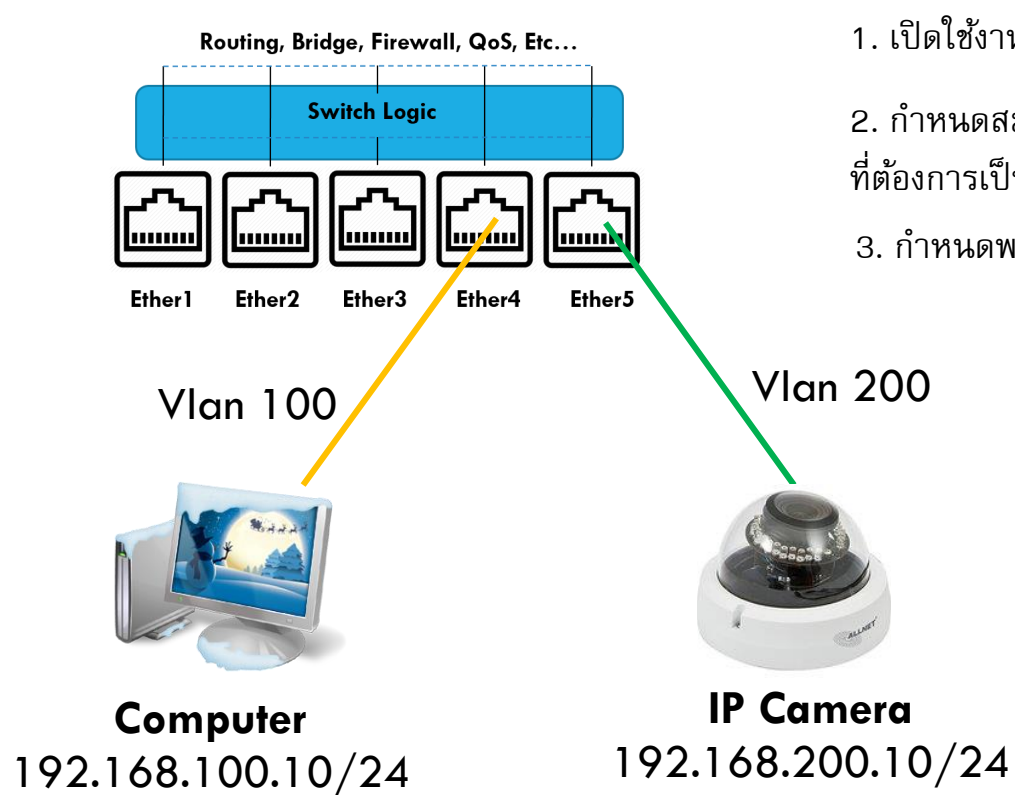 Routing, Bridge, Firewall, QoS, Etc…
Switch Logic
Ether1 Ether2 Ether3 Ether4 Ether5
1. เปิดใช้งาน
2. กำหนดสม
ที่ต้องการเป็น
3. กำหนดพ
Vlan 100
Vlan 200
ALLNET
Computer
192.168.100.10/24
IP Camera
192.168.200.10/24